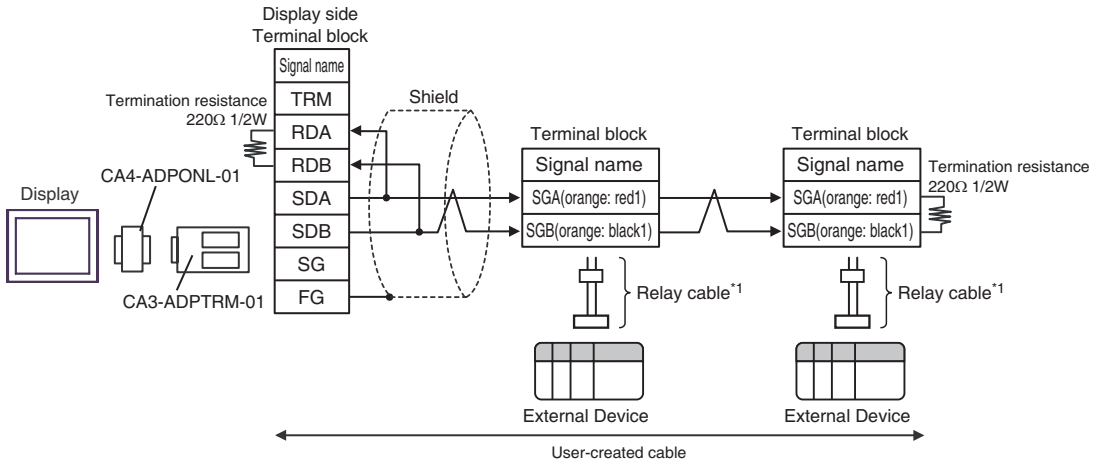 Display side
Terminal block
Signal name
TRM
RDA
RDB
SDA
SDB
SG
FG
Termination resistance
220Ω 1/2W
Shield
CA4-ADPONL-01
Display
CA3-ADPTRM-01
Terminal block
Signal name
SGA(orange: red1)
SGB(orange: black1)
Relay cable*1
External Device
Terminal block
Signal name
SGA(orange: red1)
SGB(orange: black1)
Termination resistance
220Ω 1/2W
Relay cable*1
External Device
User-created cable